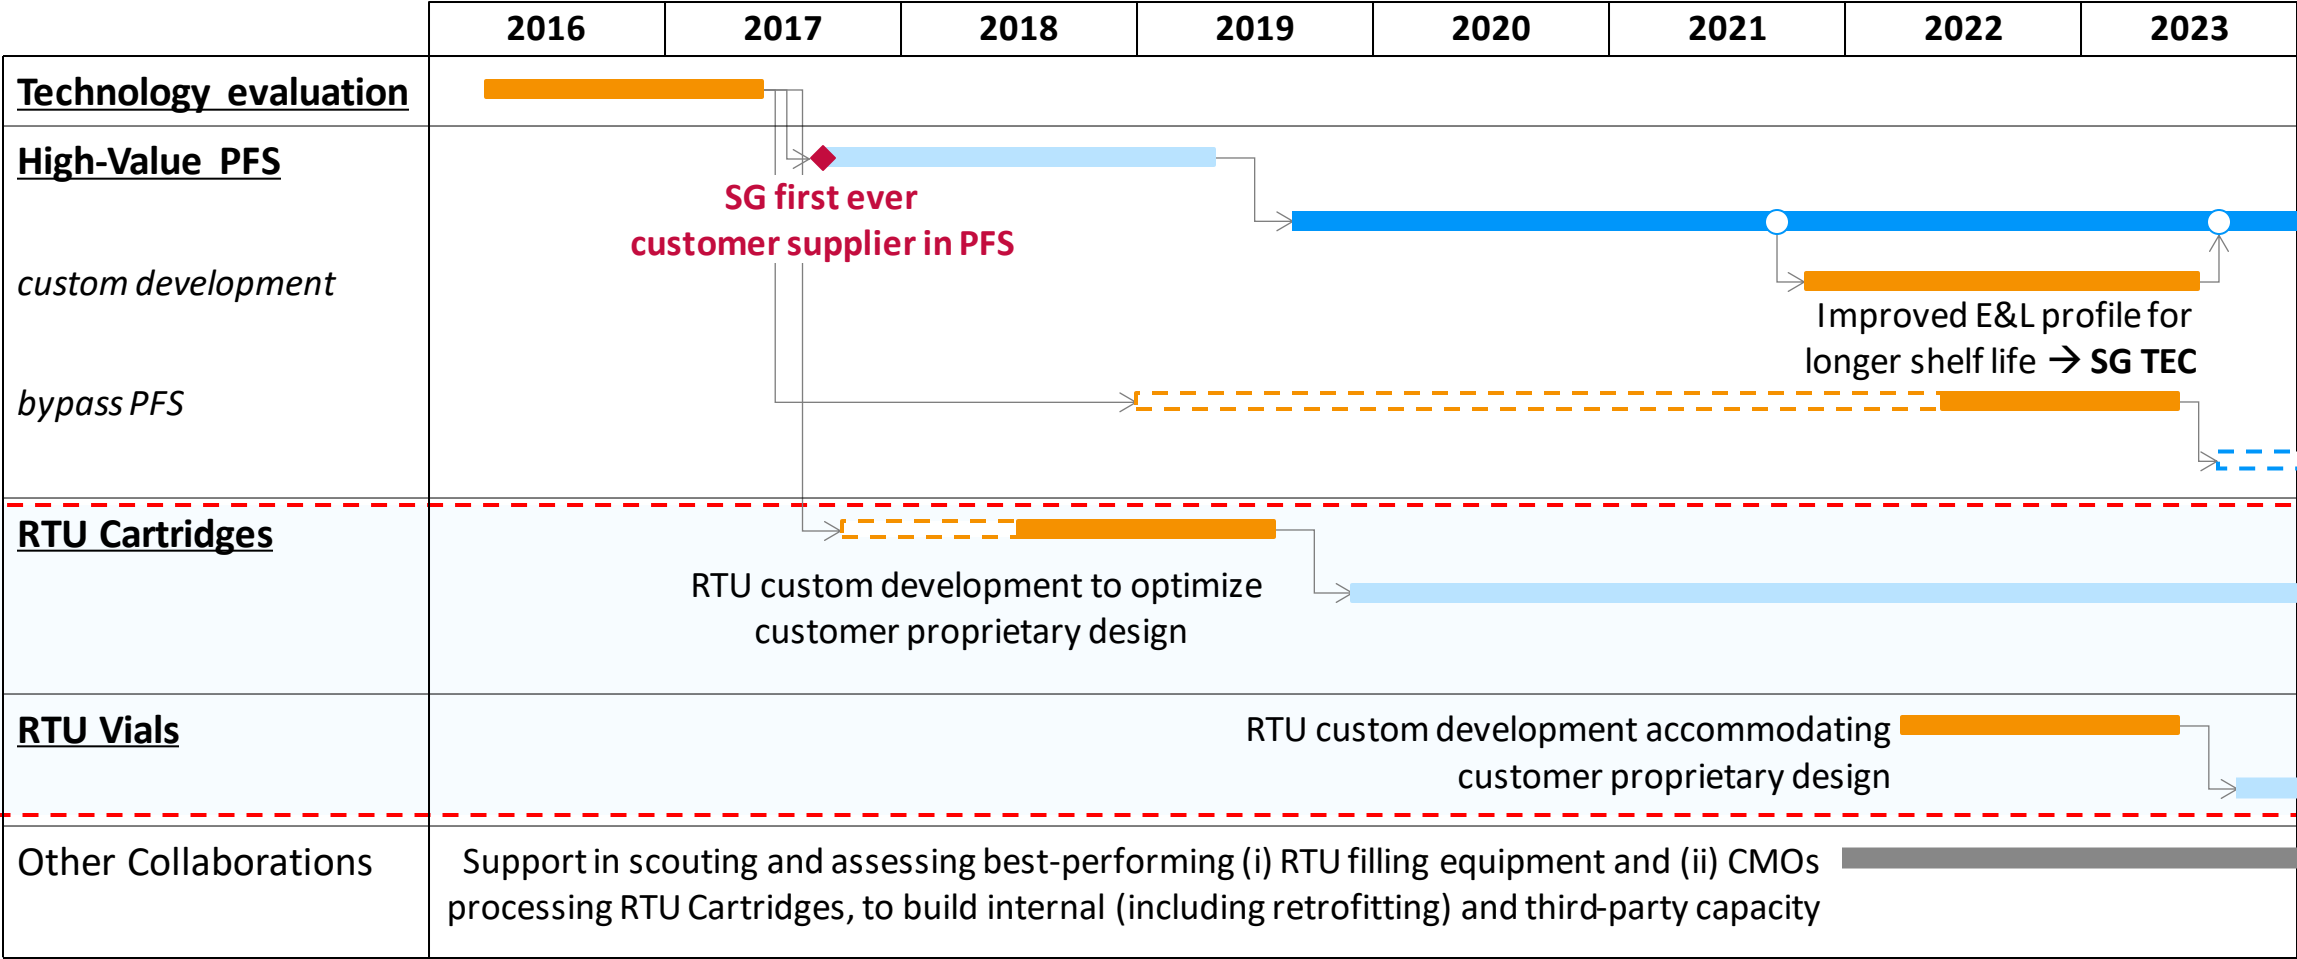 2016 2017 2018 2019 2020 2021 2022 2023
Technology evaluation
High-Value PFS
SG first ever
customer supplier in PFS
custom development
Improved E&L profile for
longer shelf life → SG TEC
bypass PFS
RTU Cartridges
RTU custom development to optimize
customer proprietary design
RTU Vials
RTU custom development accommodating
customer proprietary design
Other Collaborations
Support in scouting and assessing best-performing (i) RTU filling equipment and (ii) CMOs
processing RTU Cartridges, to build internal (including retrofitting) and third-party capacity